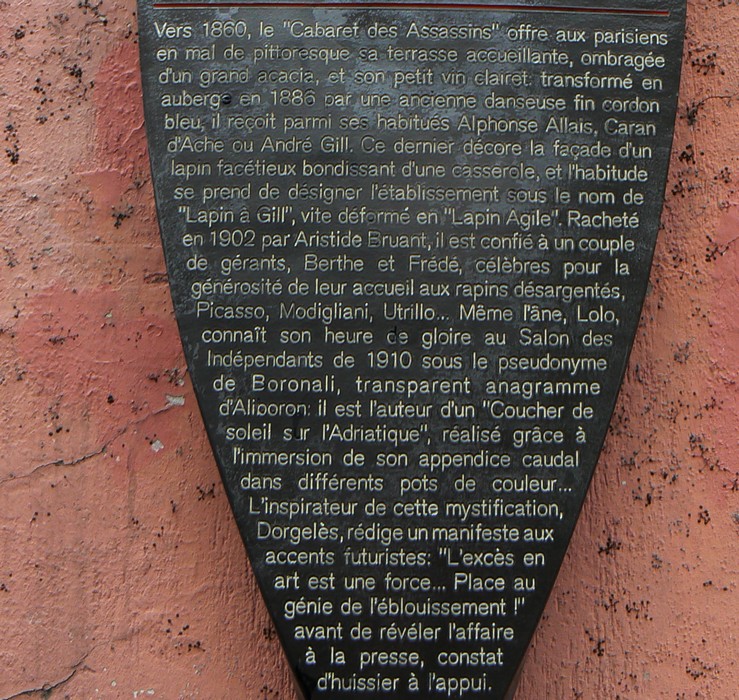 Vers 1860, le "Cabaret des Assassins" offre aux parisiens
en mal de pittoresque sa terrasse accueillante, ombragée
d'un grand acacia, et son petit vin clairet; transformé en
auberge en 1886 par une ancienne danseuse fin cordon
bleu, il reçoit parmi ses habitués Alphonse Allais, Caran
d'Ache ou André Gill. Ce dernier décore la façade d'un
lapin facétieux bondissant d'une casserole, et l'habitude
se prend de désigner l'établissement sous le nom de
"Lapin à Gill", vite déformé en "Lapin Agile". Racheté
en 1902 par Aristide Bruant, il est confié à un couple
de gérants, Berthe et Frédé, célèbres pour la
générosité de leur accueil aux rapins désargentés,
Picasso, Modigliani, Utrillo... Même l'âne, Lolo,
connaît son heure de gloire au Salon des
Indépendants de 1910 sous le pseudonyme
de Boronali, transparent anagramme
d'Aliboron: il est l'auteur d'un "Coucher de
soleil sur l'Adriatique", réalisé grâce à
l'immersion de son appendice caudal
dans différents pots de couleur...
L'inspirateur de cette mystification,
Dorgelès, rédige un manifeste aux
accents futuristes: "L'excès en
art est une force... Place au
génie de l'éblouissement !"
avant de révéler l'affaire
à la presse, constat
d'huissier à l'appui.